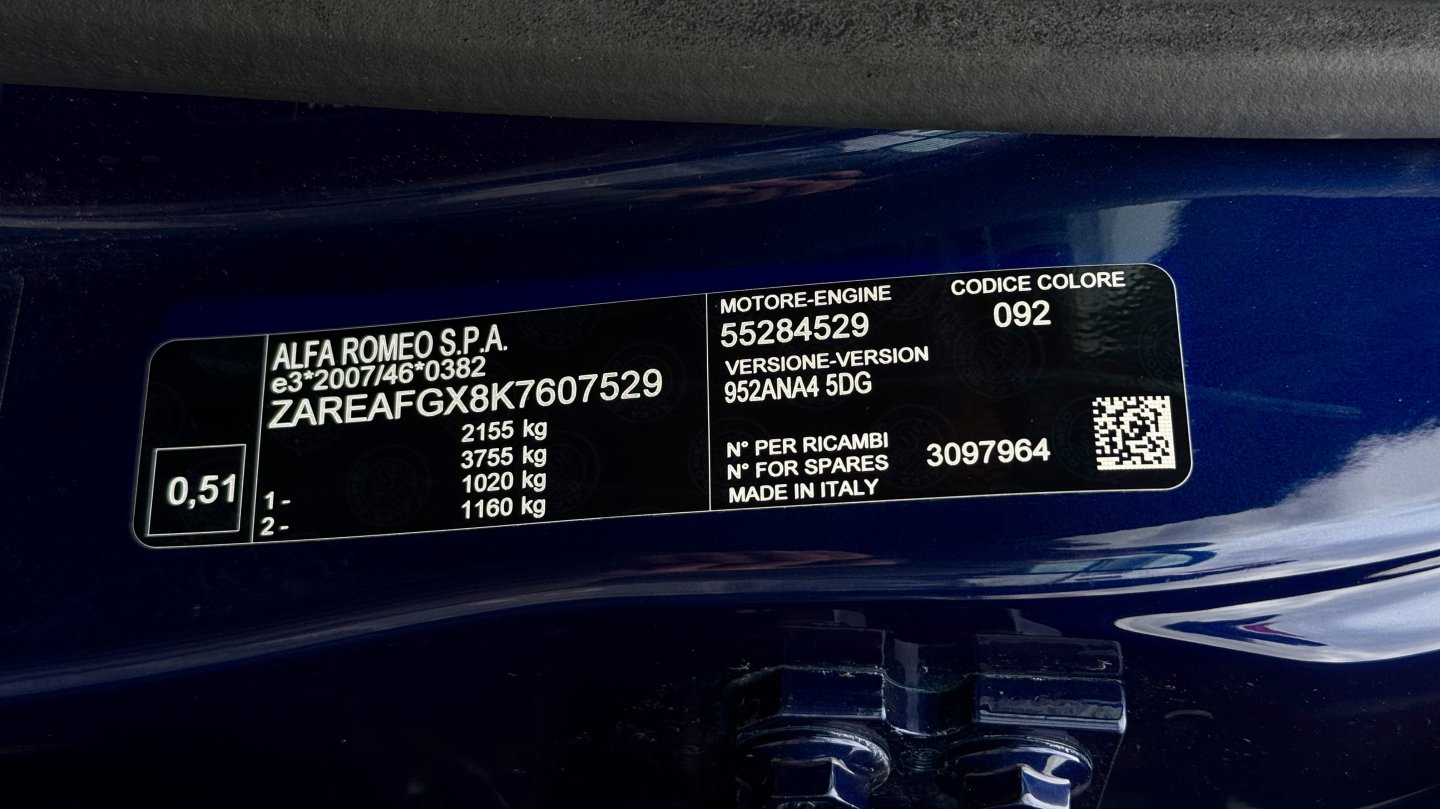 ALFA ROMEO S.P.A.
e3*2007/46*0382
ZAREAFGX8K7607529
2155 kg
3755 kg
1- 1020 kg
2- 1160 kg
0,51
MOTORE-ENGINE
55284529
CODICE COLORE
092
VERSIONE-VERSION
952ANA4 5DG
N° PER RICAMBI
N° FOR SPARES
3097964
MADE IN ITALY